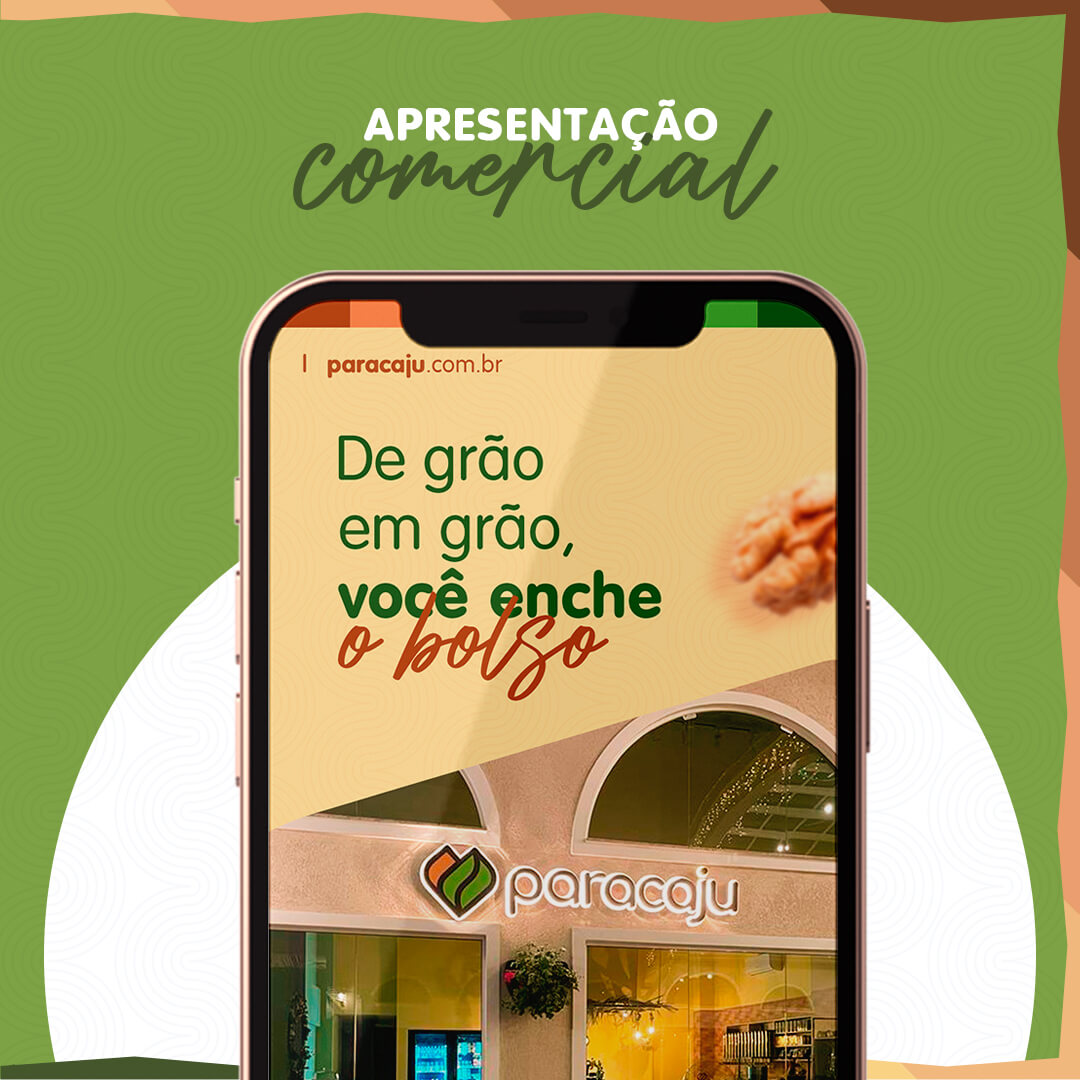 APRESENTAÇÃO
comercial
| paracaju.com.br
De grão
em grão,
você enche
o bolso
paracaju